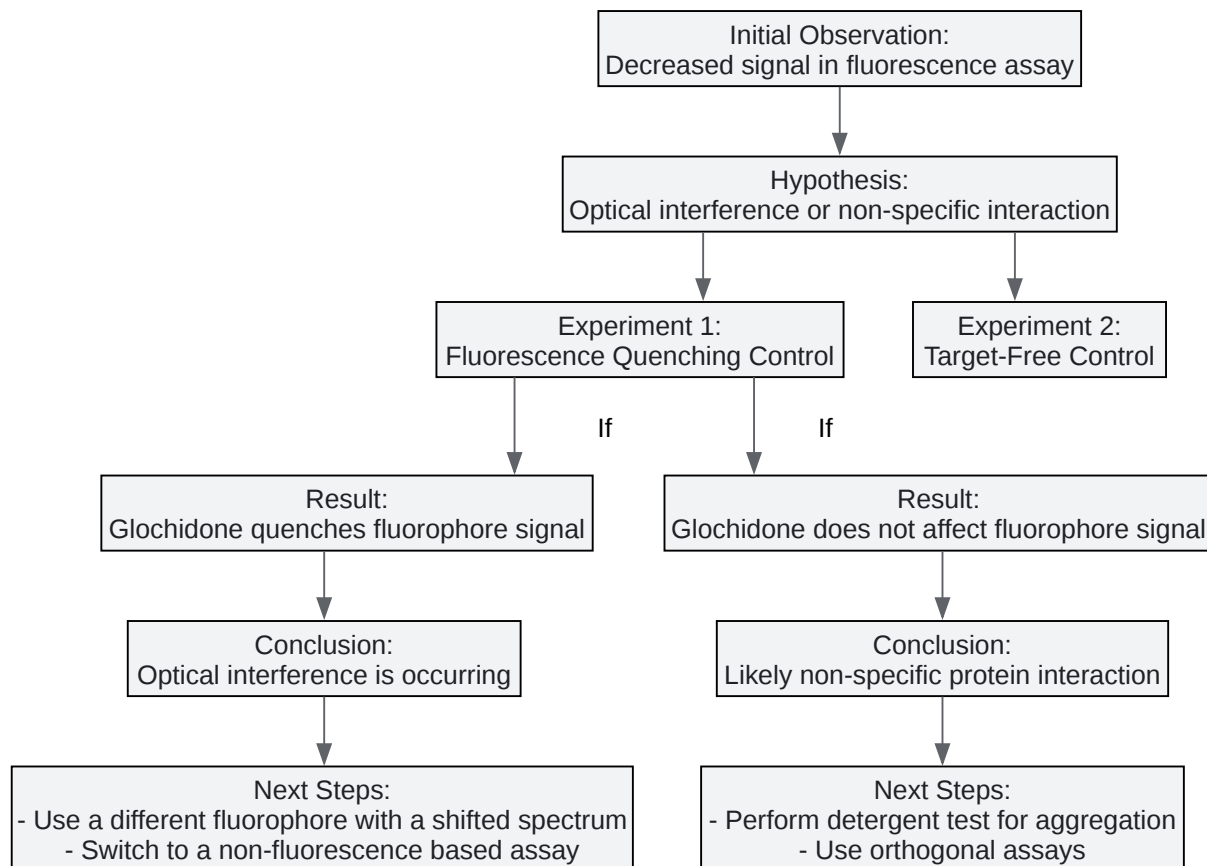 Initial Observation:
Decreased signal in fluorescence assay
Hypothesis:
Optical interference or non-specific interaction
Experiment 1:
Fluorescence Quenching Control
Experiment 2:
Target-Free Control
If
If
Result:
Glochidone quenches fluorophore signal
Result:
Glochidone does not affect fluorophore signal
Conclusion:
Optical interference is occurring
Conclusion:
Likely non-specific protein interaction
Next Steps:
- Use a different fluorophore with a shifted spectrum
- Switch to a non-fluorescence based assay
Next Steps:
- Perform detergent test for aggregation
- Use orthogonal assays